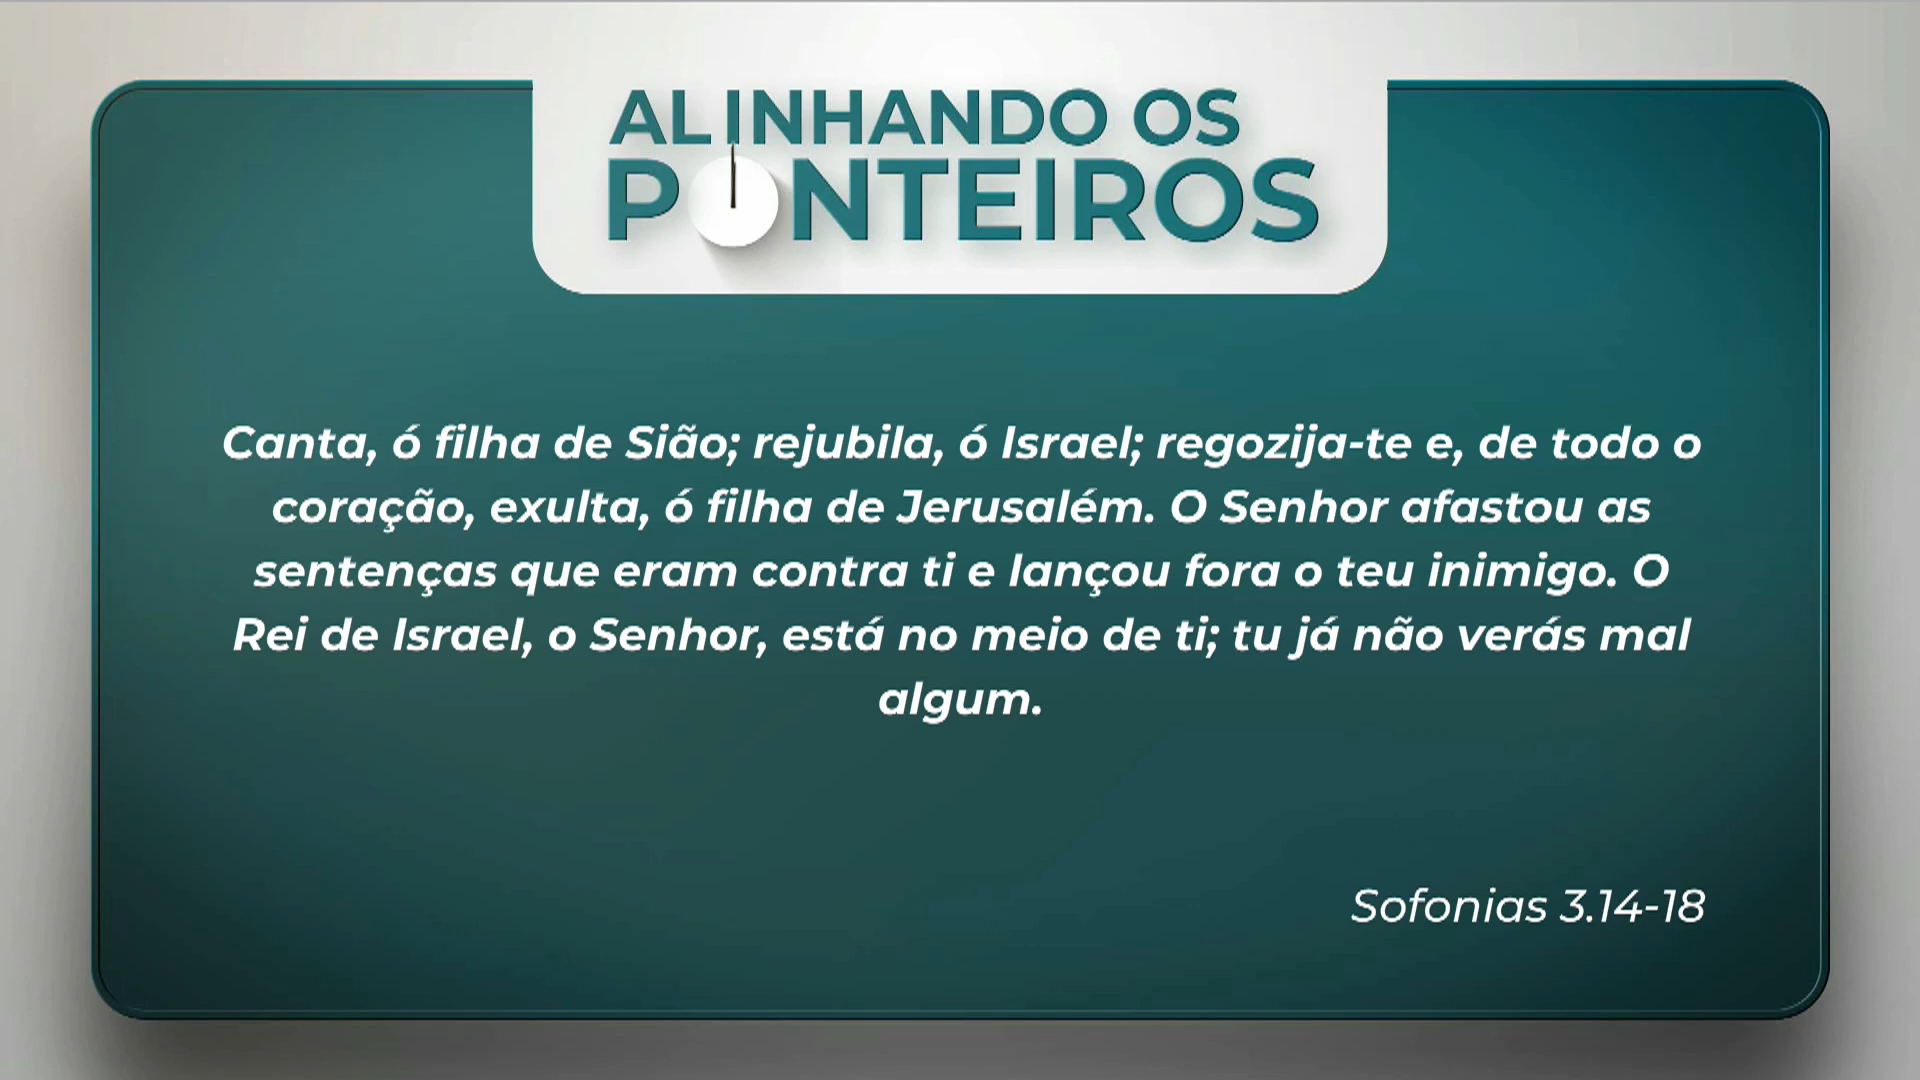 ALINHANDO OS
PONTEIROS
Canta, ó filha de Sião; rejubila, ó Israel; regozija-te e, de todo o
coração, exulta, ó filha de Jerusalém. O Senhor afastou as
sentenças que eram contra ti e lançou fora o teu inimigo. O
Rei de Israel, o Senhor, está no meio de ti; tu já não verás mal
algum.
Sofonias 3.14-18